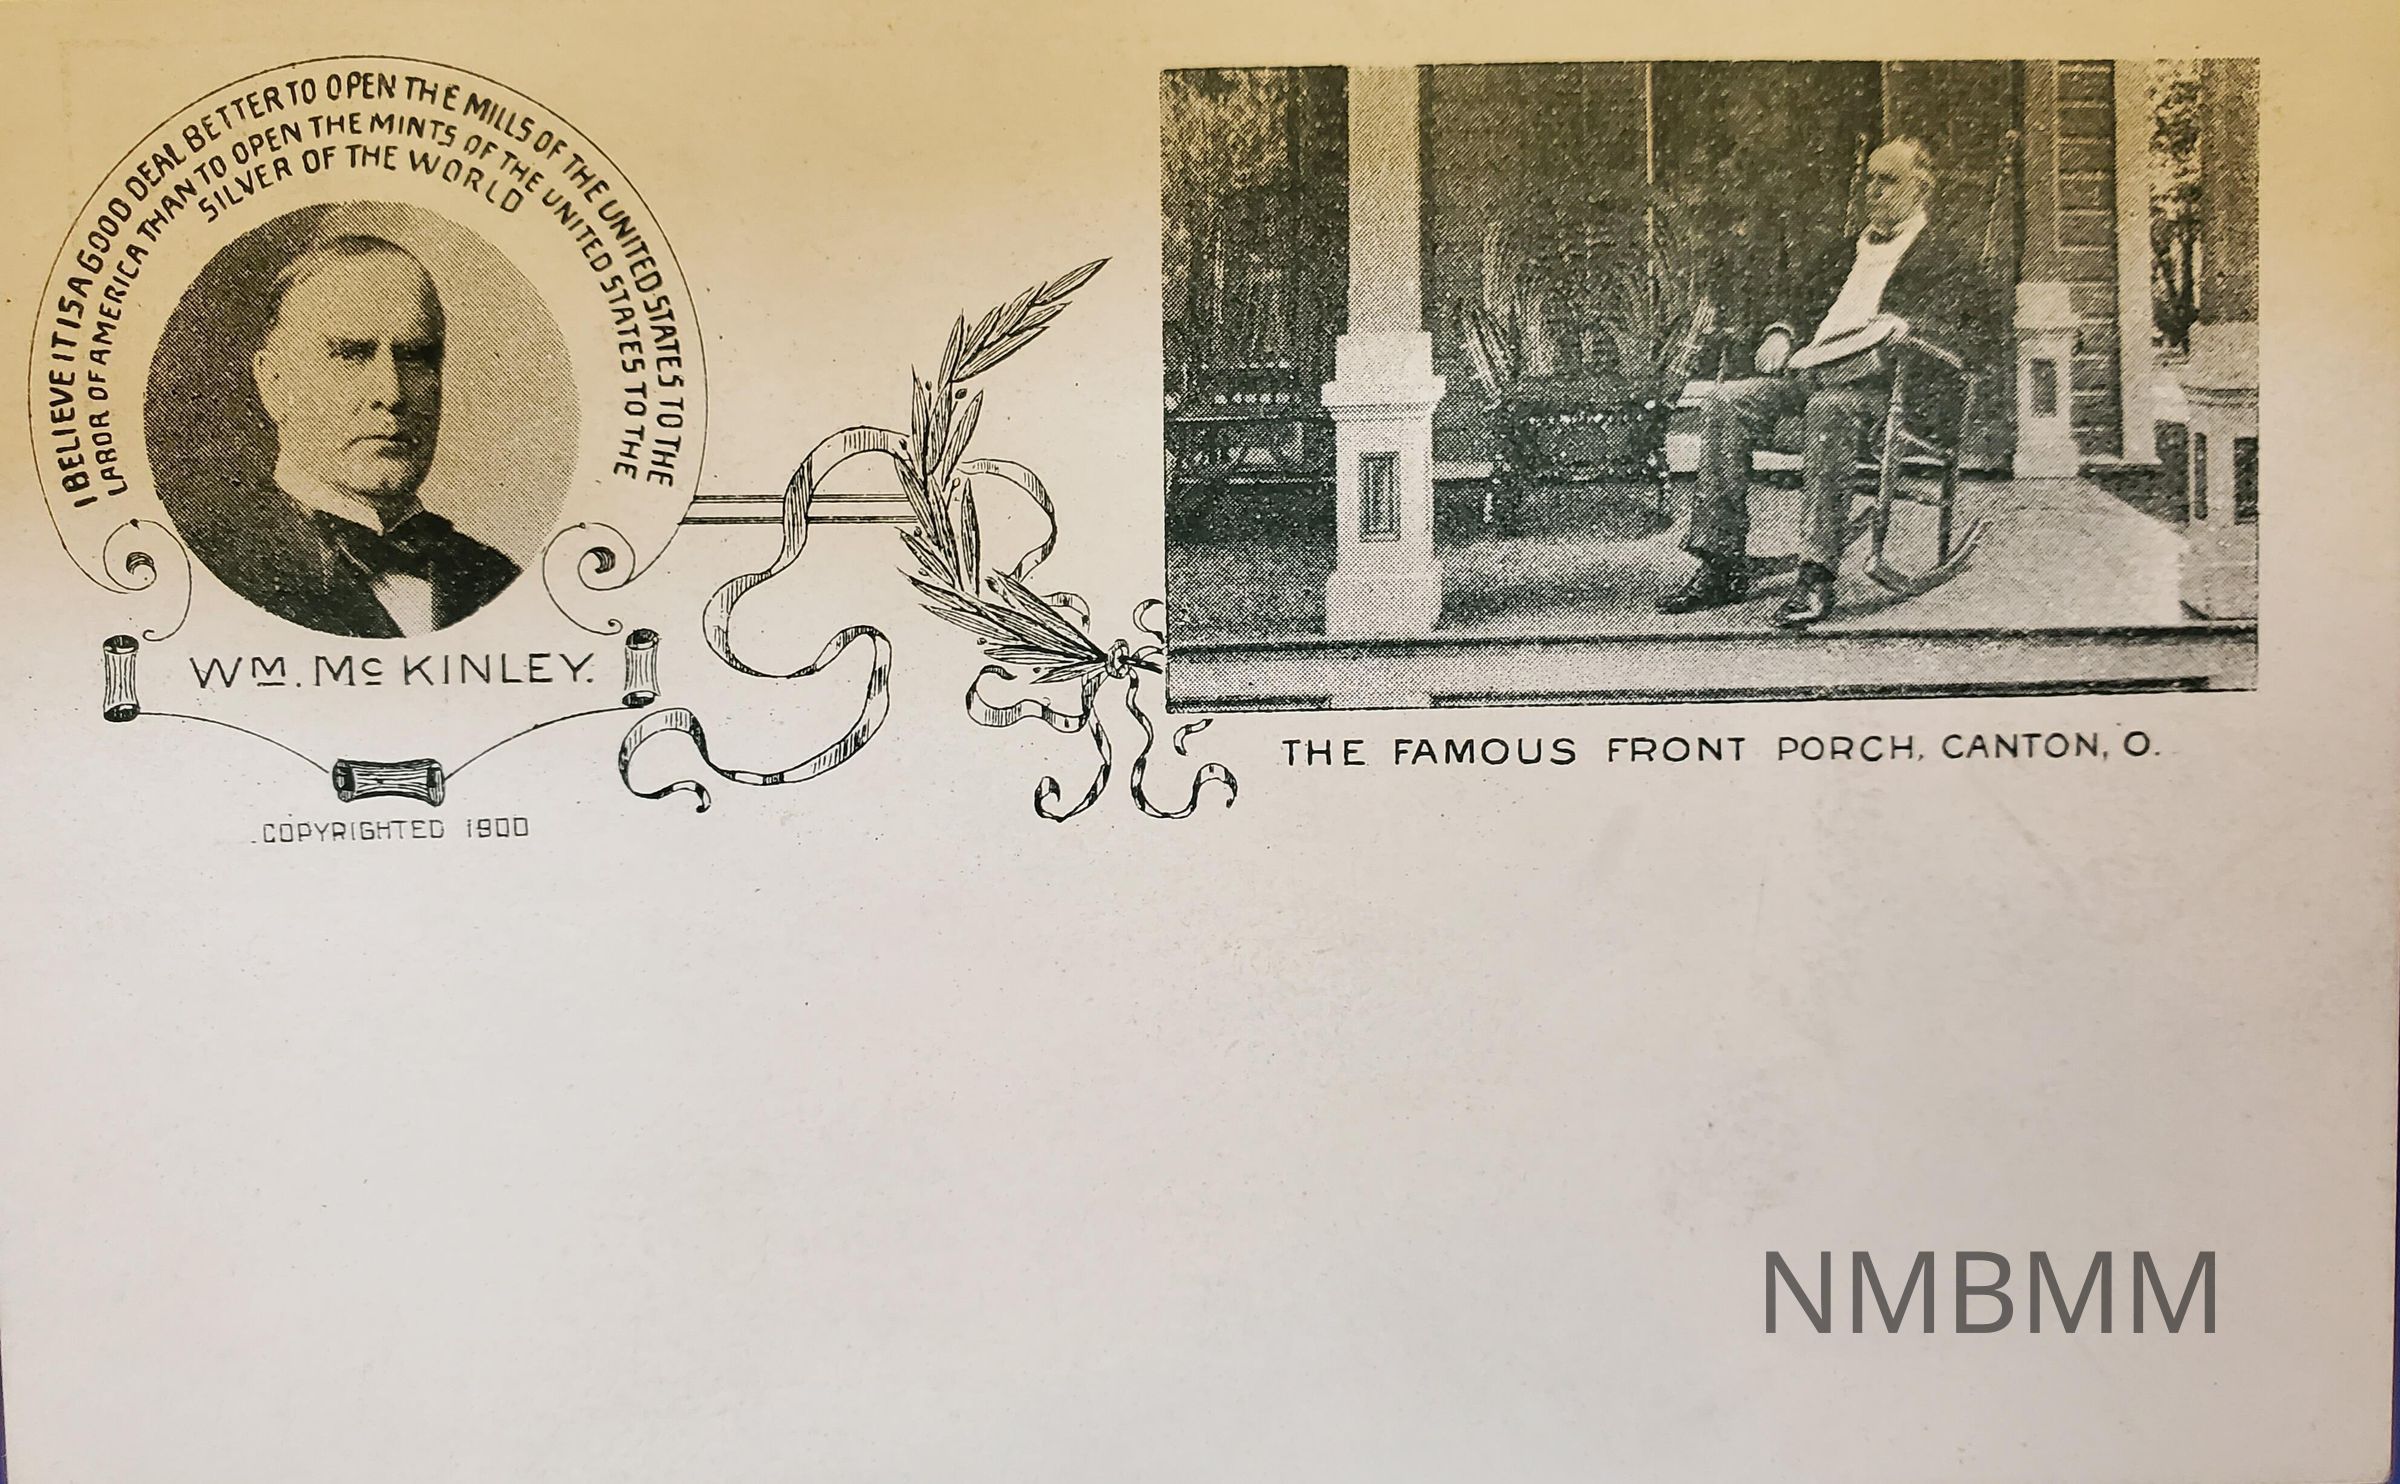 I BELIEVE IT IS A GOOD DEAL BETTER TO OPEN THE MILLS OF THE UNITED STATES TO THE
LABOR OF AMERICA THAN TO OPEN THE MINTS OF THE UNITED STATES TO THE
SILVER OF THE WORLD
WM. MC KINLEY.
COPYRIGHTED 1900
THE FAMOUS FRONT PORCH, CANTON, O.
NMBMM